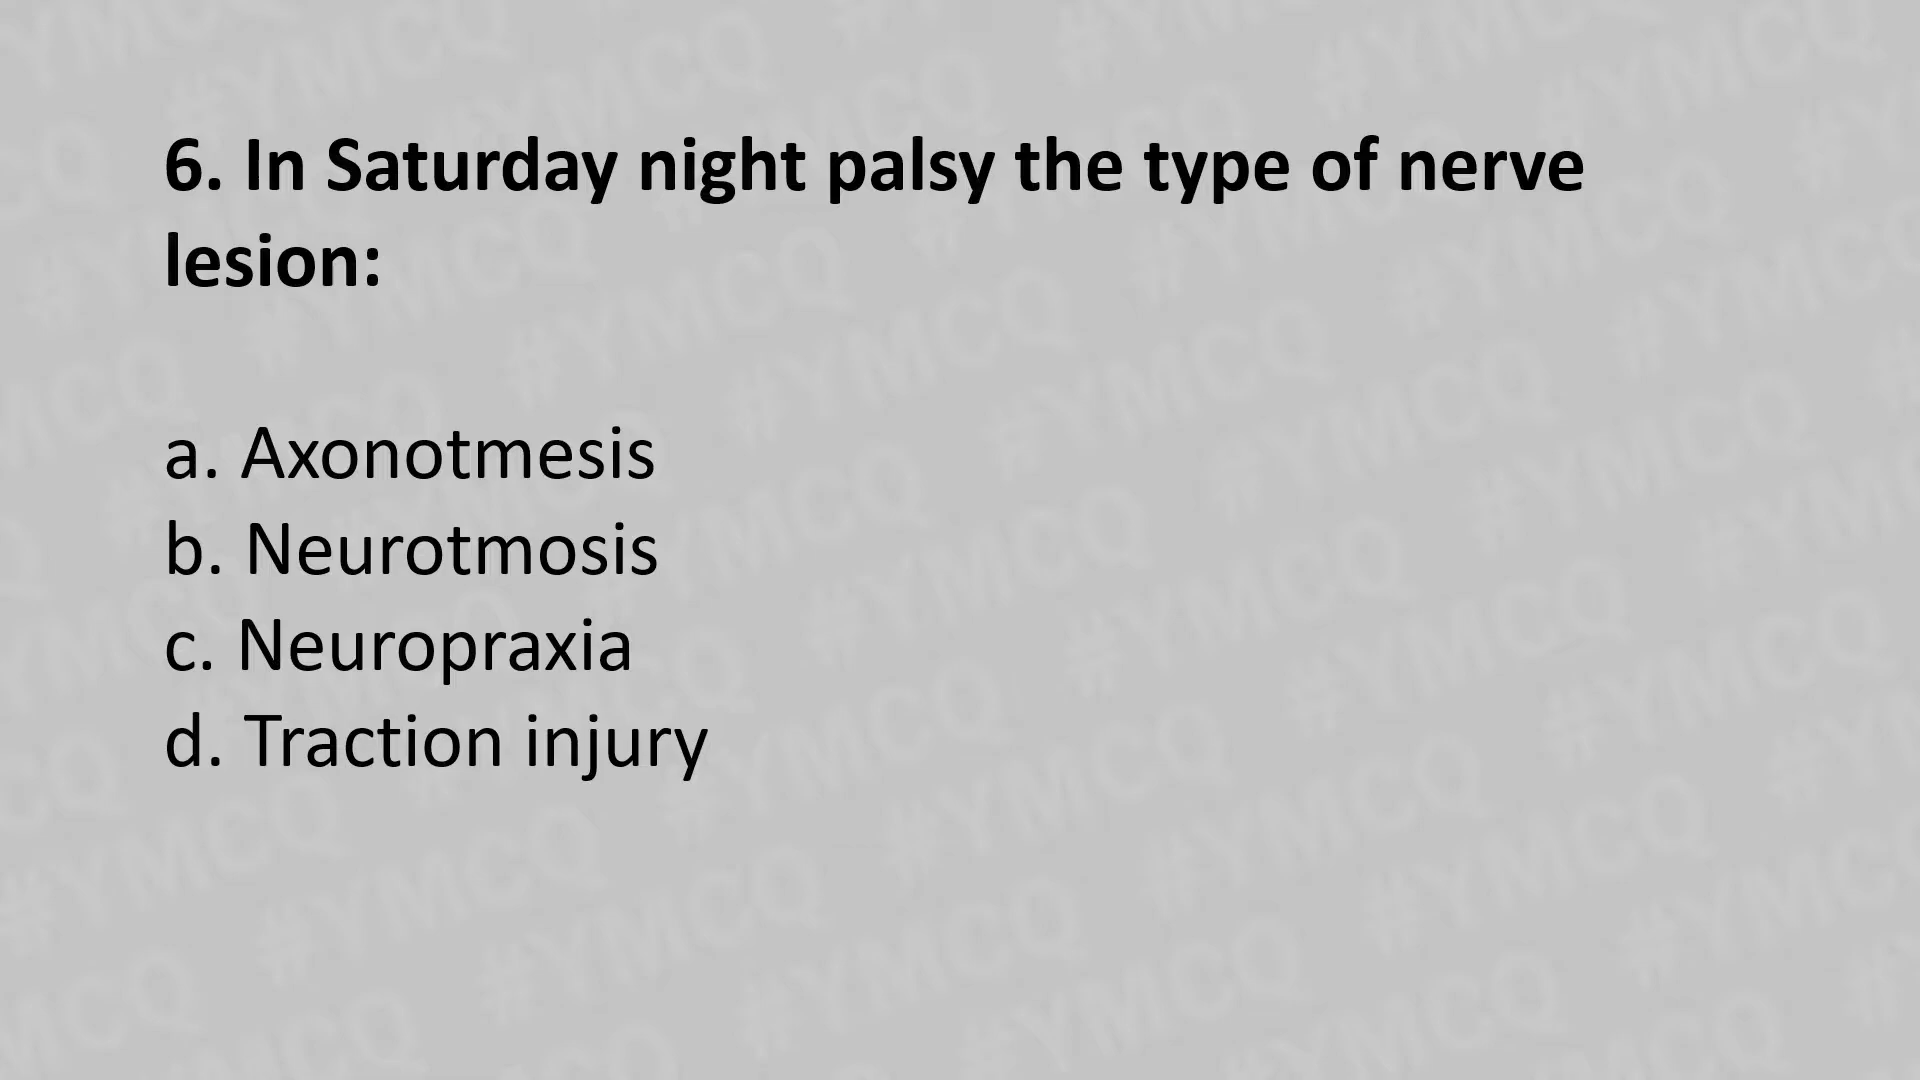 6. In Saturday night palsy the type of nerve
lesion:
a. Axonotmesis
b. Neurotmosis
c. Neuropraxia
d. Traction injury